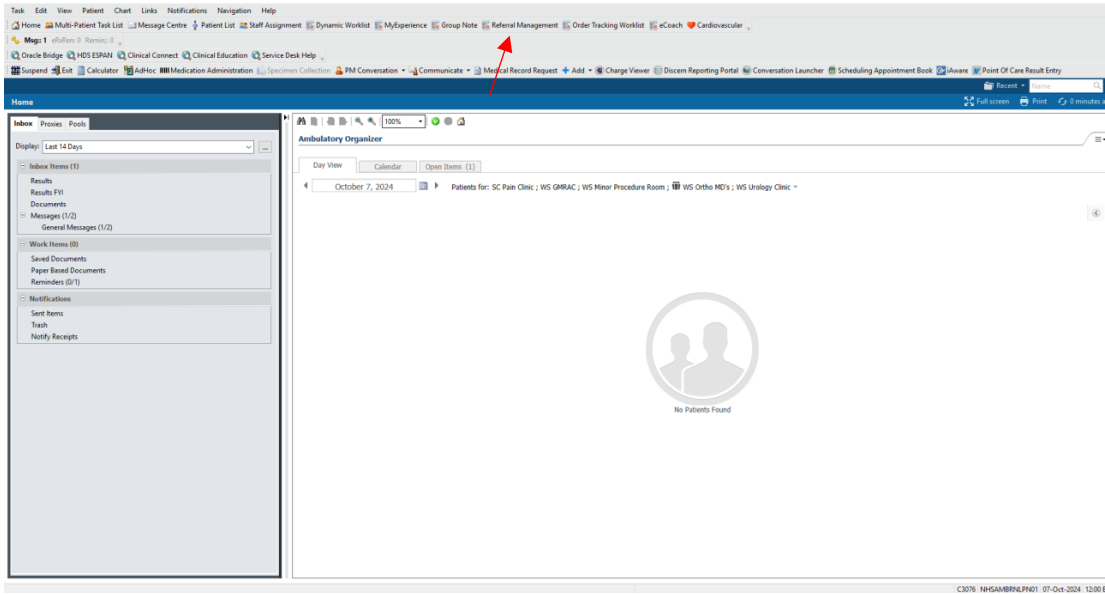 Task Edit View Patient Chart Links Notifications Navigation Help
Home Multi-Patient Task List Message Centre Patient List Staff Assignment Dynamic Worklist MyExperience Group Note Referral Management Order Tracking Worklist eCoach Cardiovascular
Msg: 1 eRxRen: 0 Remin: 0
Oracle Bridge HDS ESPAN Clinical Connect Clinical Education Service Desk Help
Suspend Exit Calculator AdHoc Medication Administration Specimen Collection PM Conversation Communicate Medical Record Request Add Charge Viewer Discern Reporting Portal Conversation Launcher Scheduling Appointment Book iAware Point Of Care Result Entry
Recent Name
Home Full screen Print 0 minutes a
Inbox Proxies Pools
100%
Ambulatory Organizer
Display: Last 14 Days ...
Day View Calendar Open Items (1)
Inbox Items (1)
October 7, 2024 Patients for: SC Pain Clinic ; WS GMRAC ; WS Minor Procedure Room ; WS Ortho MD's ; WS Urology Clinic
Results
Results FYI
Documents
Messages (1/2)
General Messages (1/2)
Work Items (0)
Saved Documents
Paper Based Documents
Reminders (0/1)
Notifications
Sent Items
Trash
Notify Receipts
No Patients Found
C3076 NHSAMBRNLPN01 07-Oct-2024 12:00 E